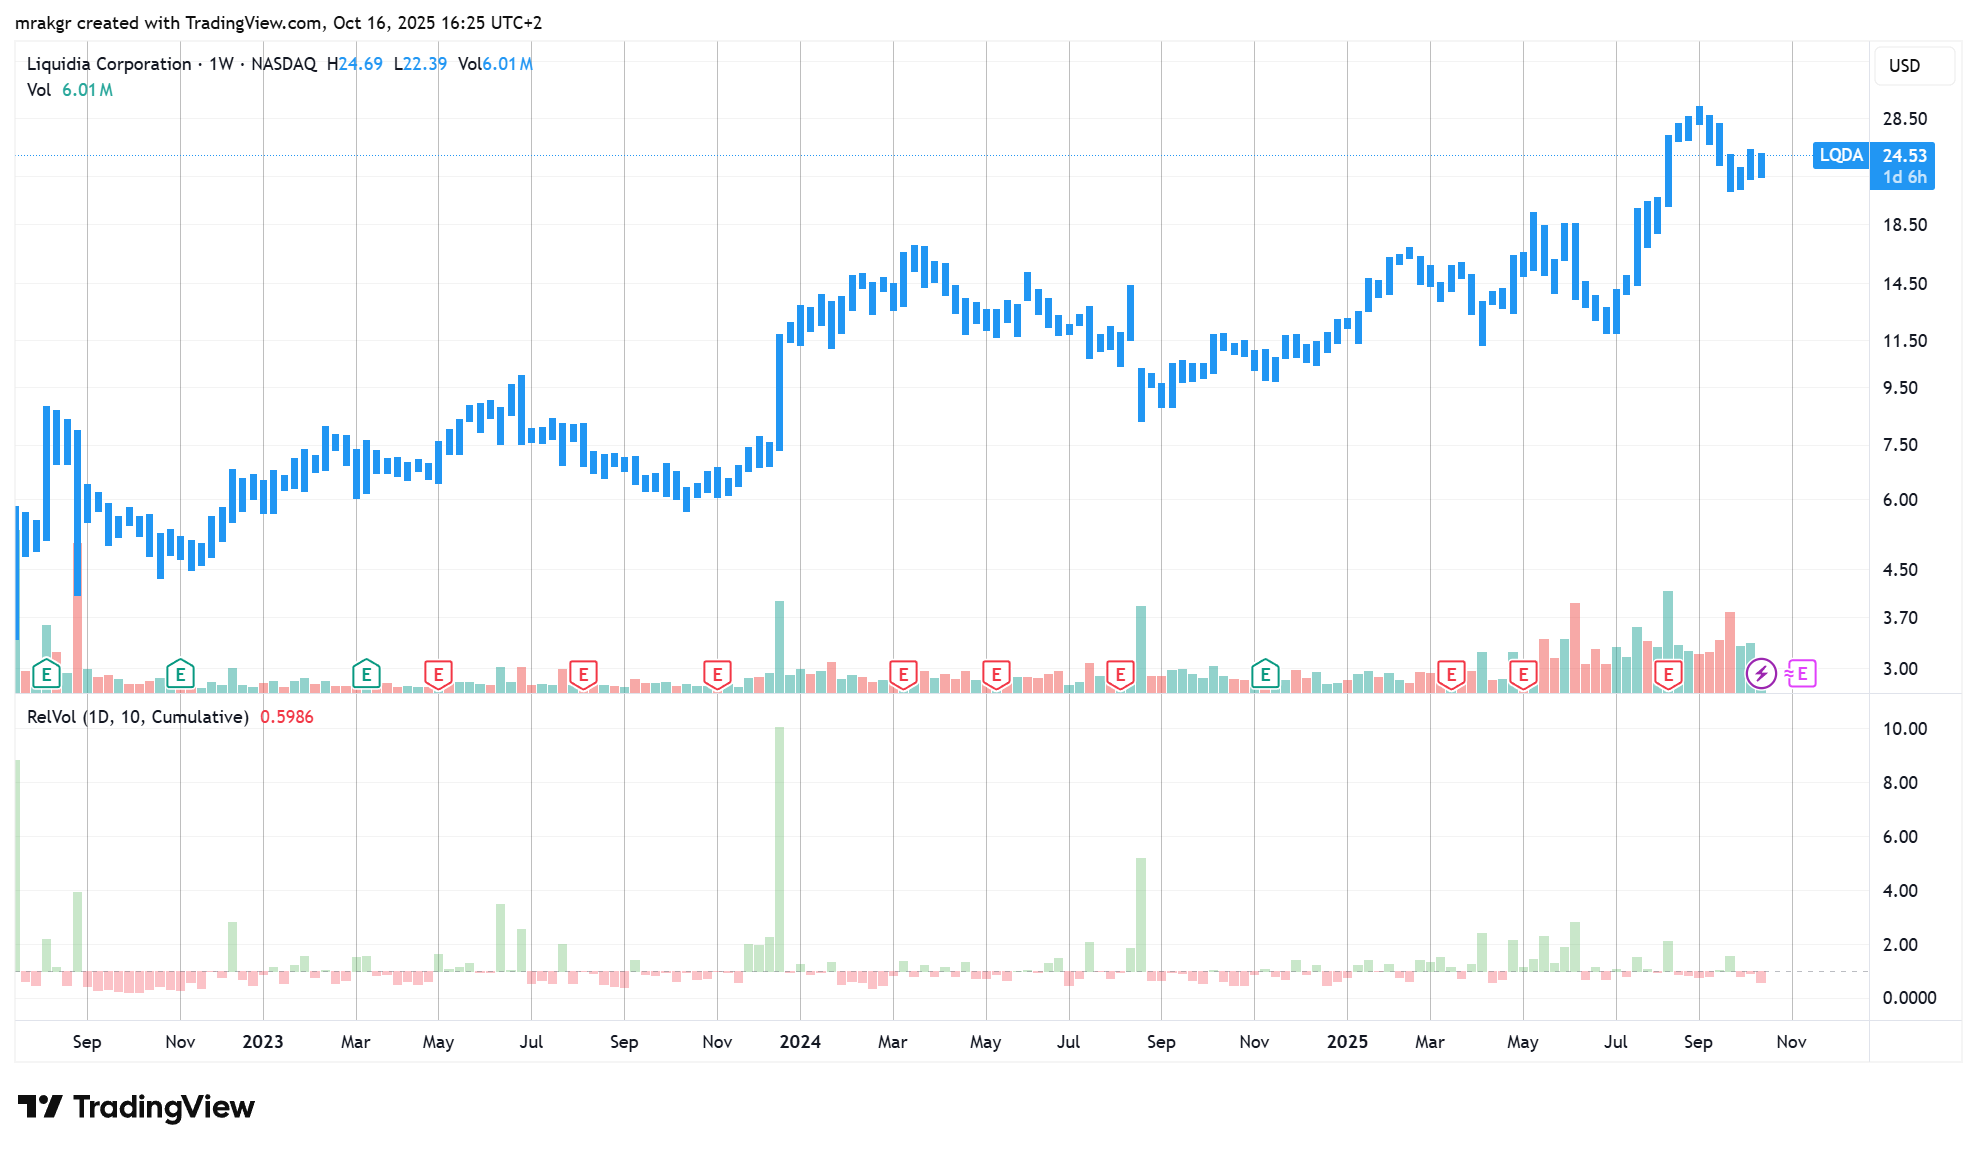 mrakgr created with TradingView.com, Oct 16, 2025 16:25 UTC+2
Liquidia Corporation · 1W · NASDAQ H24.69 L22.39 Vol6.01M
Vol 6.01M
USD
28.50
LQDA 24.53
1d 6h
18.50
14.50
11.50
9.50
7.50
6.00
4.50
3.70
3.00
E E E E E E E E E E E E E E ≈E
RelVol (1D, 10, Cumulative) 0.5986
10.00
8.00
6.00
4.00
2.00
0.0000
Sep Nov 2023 Mar May Jul Sep Nov 2024 Mar May Jul Sep Nov 2025 Mar May Jul Sep Nov
TradingView